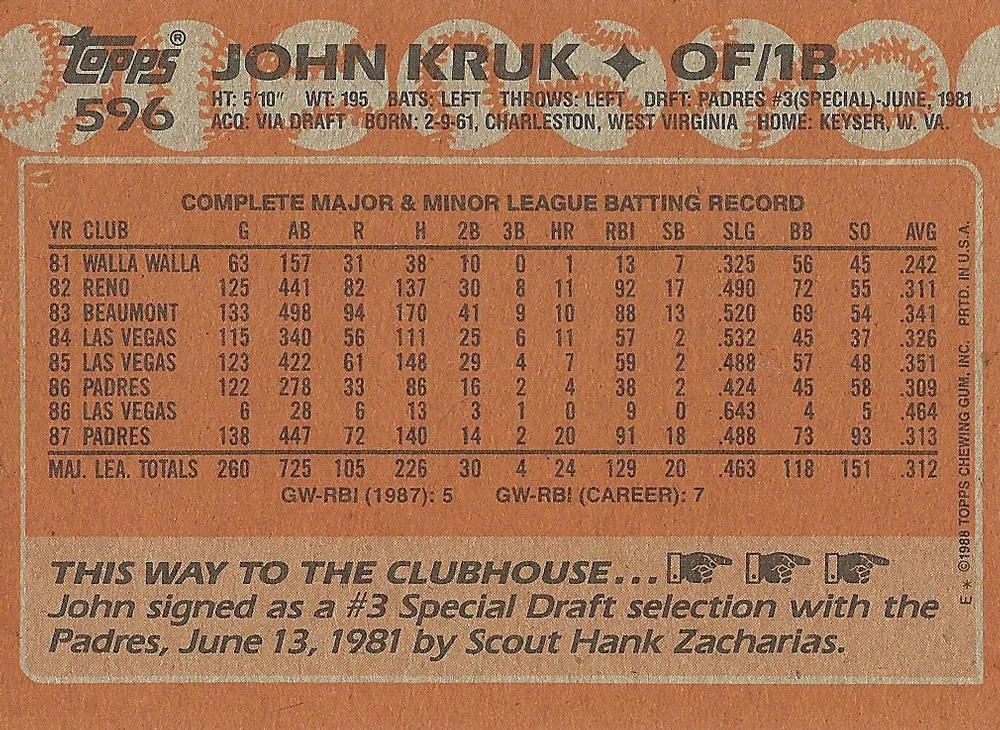 topps® JOHN KRUK ✦ OF/1B
596 HT: 5'10" WT: 195 BATS: LEFT THROWS: LEFT DRFT: PADRES #3(SPECIAL)-JUNE, 1981
ACQ: VIA DRAFT BORN: 2-9-61, CHARLESTON, WEST VIRGINIA HOME: KEYSER, W. VA.
COMPLETE MAJOR & MINOR LEAGUE BATTING RECORD
YR CLUB G AB R H 2B 3B HR RBI SB SLG BB SO AVG
81 WALLA WALLA 63 157 31 38 10 0 1 13 7 .325 56 45 .242
82 RENO 125 441 82 137 30 8 11 92 17 .490 72 55 .311
83 BEAUMONT 133 498 94 170 41 9 10 88 13 .520 69 54 .341
84 LAS VEGAS 115 340 56 111 25 6 11 57 2 .532 45 37 .326
85 LAS VEGAS 123 422 61 148 29 4 7 59 2 .488 57 48 .351
86 PADRES 122 278 33 86 16 2 4 38 2 .424 45 58 .309
86 LAS VEGAS 6 28 6 13 3 1 0 9 0 .643 4 5 .464
87 PADRES 138 447 72 140 14 2 20 91 18 .488 73 93 .313
MAJ. LEA. TOTALS 260 725 105 226 30 4 24 129 20 .463 118 151 .312
GW-RBI (1987): 5 GW-RBI (CAREER): 7
THIS WAY TO THE CLUBHOUSE...
John signed as a #3 Special Draft selection with the
Padres, June 13, 1981 by Scout Hank Zacharias.
E * ©1988 TOPPS CHEWING GUM, INC. PRTD. IN U.S.A.